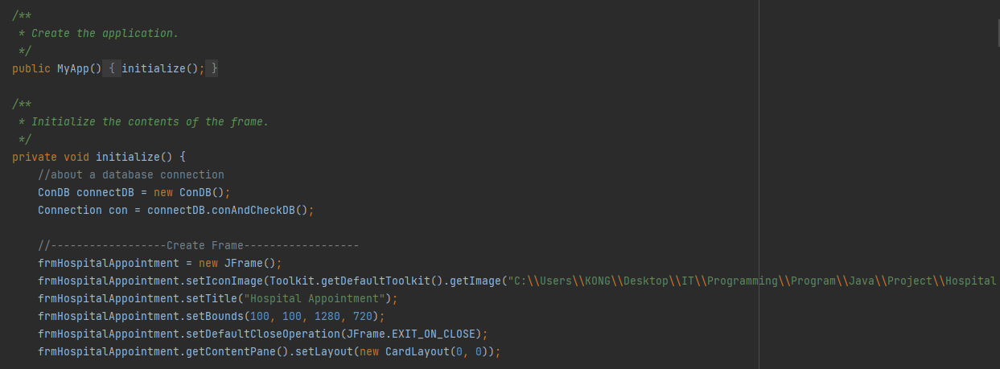 /**
 * Create the application.
 */
public MyApp() { initialize(); }
/**
 * Initialize the contents of the frame.
 */
private void initialize() {
    //about a database connection
    ConDB connectDB = new ConDB();
    Connection con = connectDB.conAndCheckDB();
    //------------------Create Frame------------------
    frmHospitalAppointment = new JFrame();
    frmHospitalAppointment.setIconImage(Toolkit.getDefaultToolkit().getImage("C:\\Users\\KONG\\Desktop\\IT\\Programming\\Program\\Java\\Project\\Hospital
    frmHospitalAppointment.setTitle("Hospital Appointment");
    frmHospitalAppointment.setBounds(100, 100, 1280, 720);
    frmHospitalAppointment.setDefaultCloseOperation(JFrame.EXIT_ON_CLOSE);
    frmHospitalAppointment.getContentPane().setLayout(new CardLayout(0, 0));